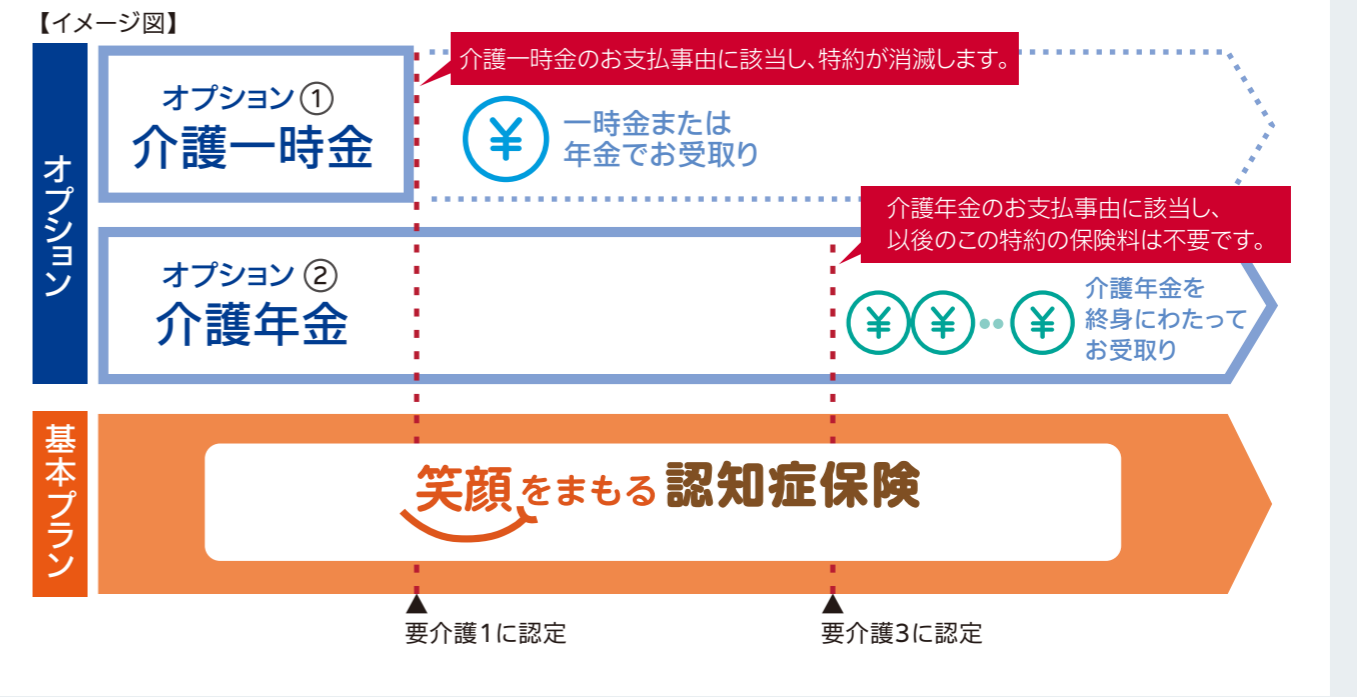 【イメージ図】
オプション
オプション①
介護一時金
介護一時金のお支払事由に該当し、特約が消滅します。
¥
一時金または
年金でお受取り
オプション②
介護年金
介護年金のお支払事由に該当し、
以後のこの特約の保険料は不要です。
¥ ¥ ¥
介護年金を
終身にわたって
お受取り
基本プラン
笑顔をまもる認知症保険
要介護1に認定
要介護3に認定